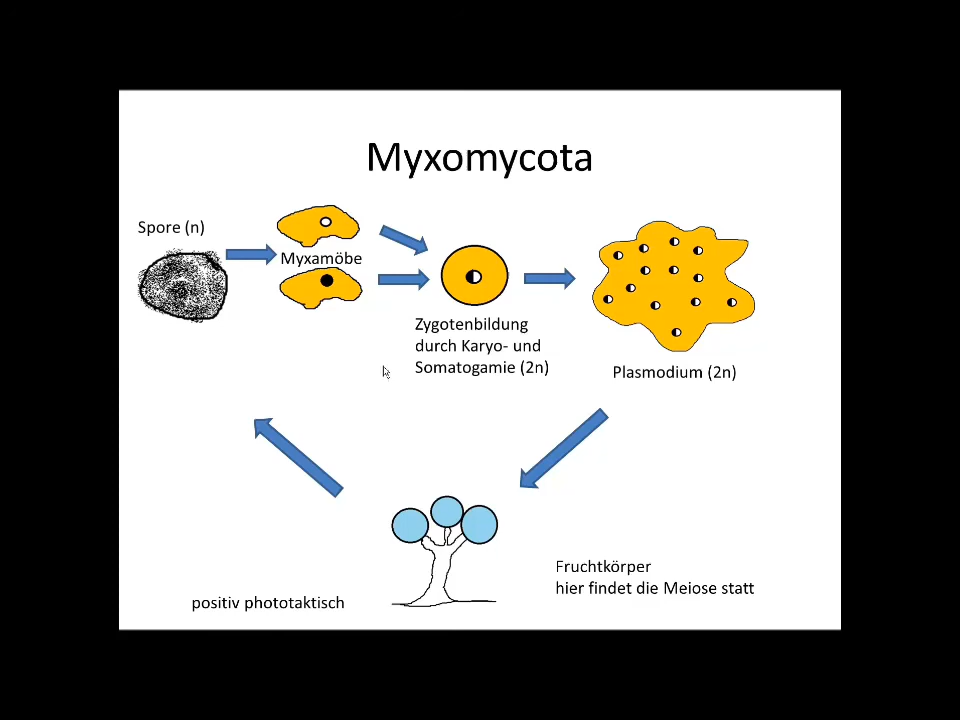 Myxomycota
Spore (n)
Myxamöbe
Zygotenbildung
durch Karyo- und
Somatogamie (2n)
Plasmodium (2n)
Fruchtkörper
hier findet die Meiose statt
positiv phototaktisch